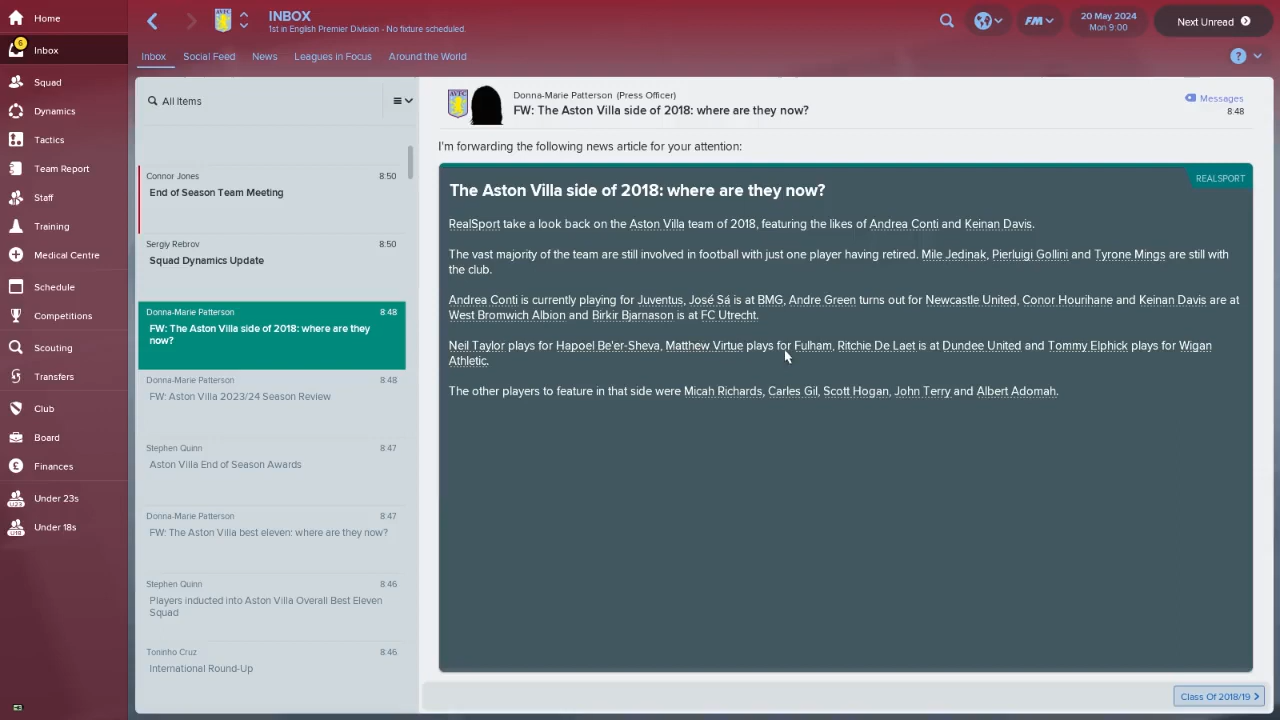 Home
6
Inbox
Squad
Dynamics
Tactics
Team Report
Staff
Training
Medical Centre
Schedule
Competitions
Scouting
Transfers
Club
Board
Finances
Under 23s
Under 18s
AVFC
INBOX
1st in English Premier Division - No fixture scheduled.
FM
20 May 2024
Mon 9:00
Next Unread
Inbox
Social Feed
News
Leagues in Focus
Around the World
?
All items
Connor Jones 8:50
End of Season Team Meeting
Sergiy Rebrov 8:50
Squad Dynamics Update
Donna-Marie Patterson 8:48
FW: The Aston Villa side of 2018: where are they
now?
Donna-Marie Patterson 8:48
FW: Aston Villa 2023/24 Season Review
Stephen Quinn 8:47
Aston Villa End of Season Awards
Donna-Marie Patterson 8:47
FW: The Aston Villa best eleven: where are they now?
Stephen Quinn 8:46
Players inducted into Aston Villa Overall Best Eleven
Squad
Toninho Cruz 8:46
International Round-Up
AVFC
Donna-Marie Patterson (Press Officer)
FW: The Aston Villa side of 2018: where are they now?
Messages
8:48
I'm forwarding the following news article for your attention:
REALSPORT
The Aston Villa side of 2018: where are they now?
RealSport take a look back on the Aston Villa team of 2018, featuring the likes of Andrea Conti and Keinan Davis.
The vast majority of the team are still involved in football with just one player having retired. Mile Jedinak, Pierluigi Gollini and Tyrone Mings are still with
the club.
Andrea Conti is currently playing for Juventus, José Sá is at BMG, Andre Green turns out for Newcastle United, Conor Hourihane and Keinan Davis are at
West Bromwich Albion and Birkir Bjarnason is at FC Utrecht.
Neil Taylor plays for Hapoel Be'er-Sheva, Matthew Virtue plays for Fulham, Ritchie De Laet is at Dundee United and Tommy Elphick plays for Wigan
Athletic.
The other players to feature in that side were Micah Richards, Carles Gil, Scott Hogan, John Terry and Albert Adomah.
Class Of 2018/19